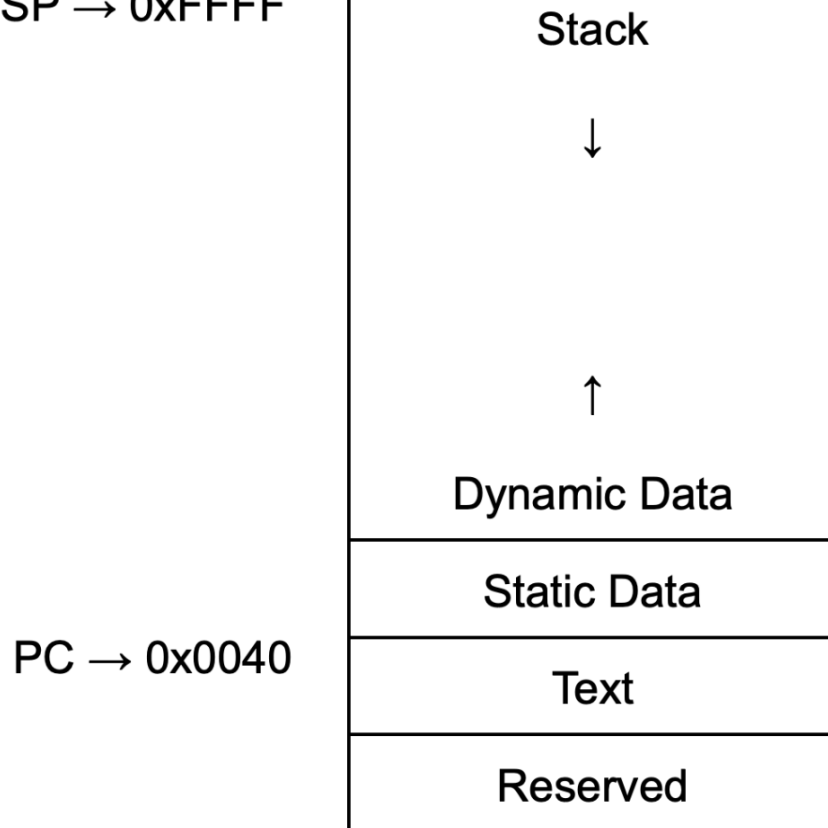 SP → 0xFFFF
Stack
↓
↑
Dynamic Data
Static Data
PC → 0x0040
Text
Reserved